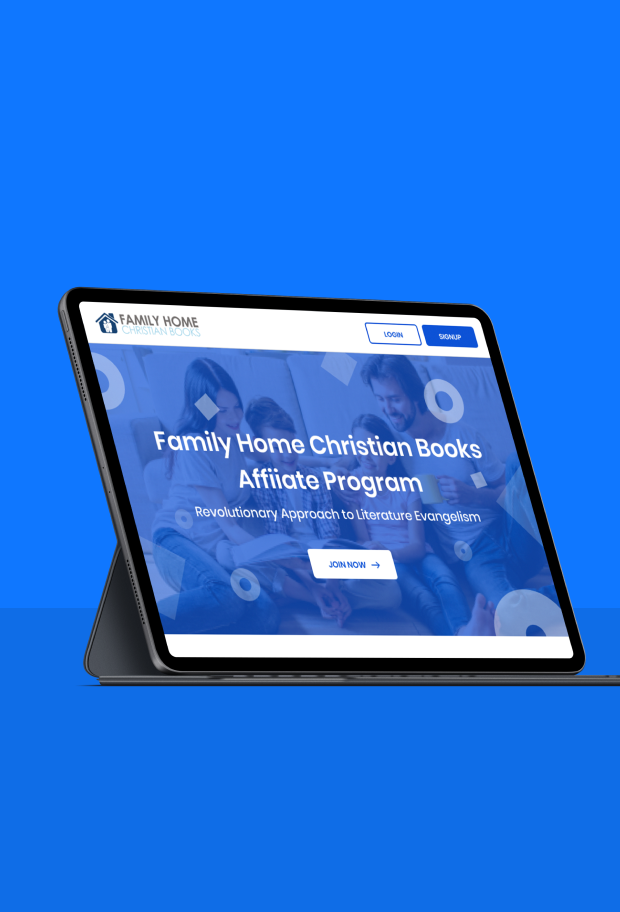 FAMILY HOME
CHRISTIAN BOOKS
LOGIN
SIGNUP
Family Home Christian Books
Affiiate Program
Revolutionary Approach to Literature Evangelism
JOIN NOW